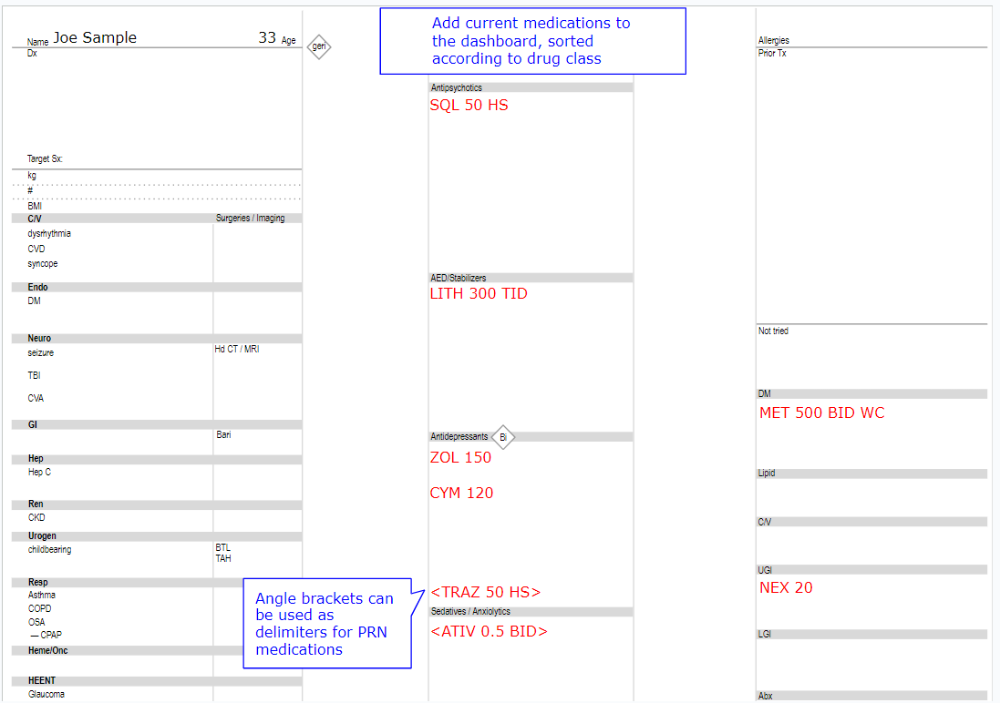 Name Joe Sample 33 Age
geri
Dx
Target Sx:
kg
#
BMI
C/V Surgeries / Imaging
dysrhythmia
CVD
syncope
Endo
DM
Neuro
seizure Hd CT / MRI
TBI
CVA
GI
Bari
Hep
Hep C
Ren
CKD
Urogen
childbearing BTL
TAH
Resp
Asthma
COPD
OSA
— CPAP
Heme/Onc
HEENT
Glaucoma
Add current medications to
the dashboard, sorted
according to drug class
Antipsychotics
SQL 50 HS
AED/Stabilizers
LITH 300 TID
Antidepressants Bi
ZOL 150
CYM 120
<TRAZ 50 HS>
Angle brackets can
be used as
delimiters for PRN
medications
Sedatives / Anxiolytics
<ATIV 0.5 BID>
Allergies
Prior Tx
Not tried
DM
MET 500 BID WC
Lipid
C/V
UGI
NEX 20
LGI
Abx